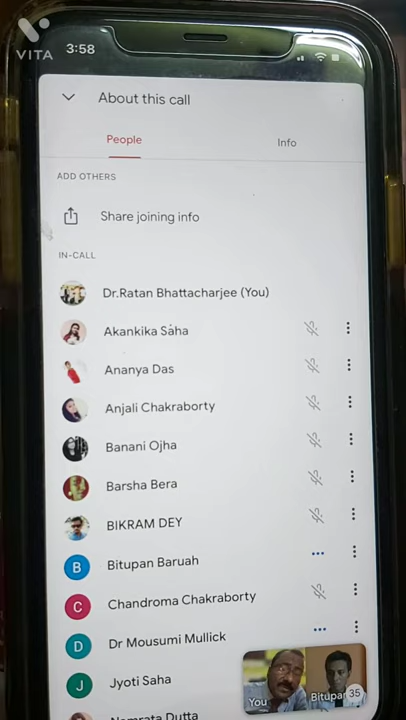 VITA
3:58
About this call
People
Info
ADD OTHERS
Share joining info
IN-CALL
Dr.Ratan Bhattacharjee (You)
Akankika Saha
Ananya Das
Anjali Chakraborty
Banani Ojha
Barsha Bera
BIKRAM DEY
B
Bitupan Baruah
C
Chandroma Chakraborty
D
Dr Mousumi Mullick
J
Jyoti Saha
Namrata Dutta
You
Bitupan
35